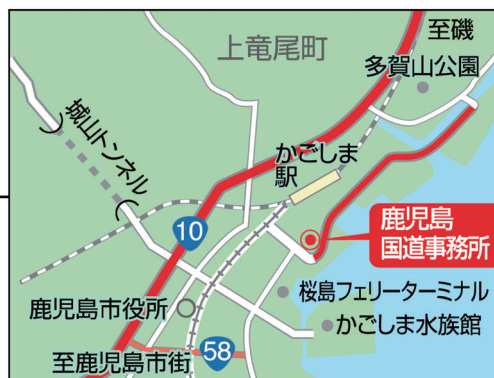 至磯
上竜尾町
多賀山公園
城山トンネル
かごしま
駅
10
鹿児島
国道事務所
桜島フェリーターミナル
鹿児島市役所
かごしま水族館
至鹿児島市街
58